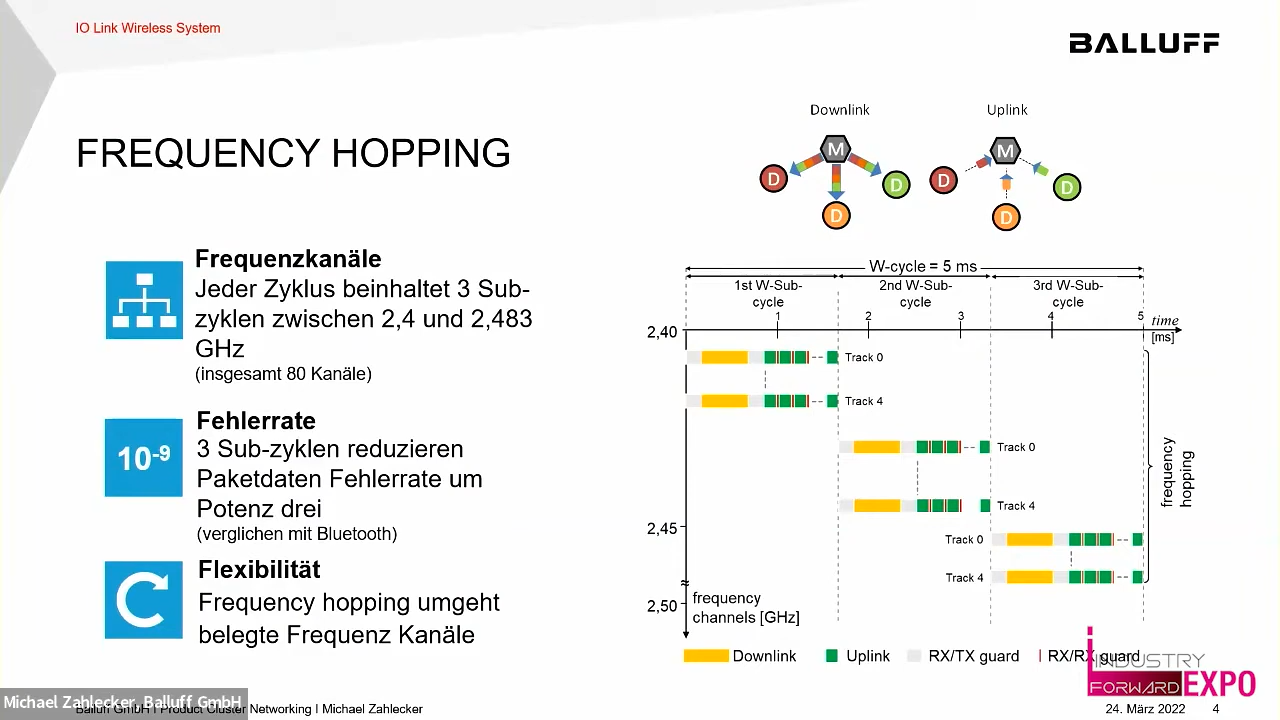 IO Link Wireless System
BALLUFF
FREQUENCY HOPPING
Downlink
Uplink
M
D
D
D
M
D
D
D
Frequenzkanäle
Jeder Zyklus beinhaltet 3 Sub-
zyklen zwischen 2,4 und 2,483
GHz
(insgesamt 80 Kanäle)
10-9
Fehlerrate
3 Sub-zyklen reduzieren
Paketdaten Fehlerrate um
Potenz drei
(verglichen mit Bluetooth)
Flexibilität
Frequency hopping umgeht
belegte Frequenz Kanäle
W-cycle = 5 ms
1st W-Sub-
cycle
2nd W-Sub-
cycle
3rd W-Sub-
cycle
1
2
3
4
5
time
[ms]
2,40
Track 0
Track 4
Track 0
Track 4
2,45
Track 0
Track 4
2,50
frequency
channels [GHz]
frequency
hopping
Downlink
Uplink
RX/TX guard
RX/RX guard
INDUSTRY
FORWARD EXPO
Michael Zahlecker, Balluff GmbH
Balluff GmbH I Product Cluster Networking I Michael Zahlecker
24. März 2022
4